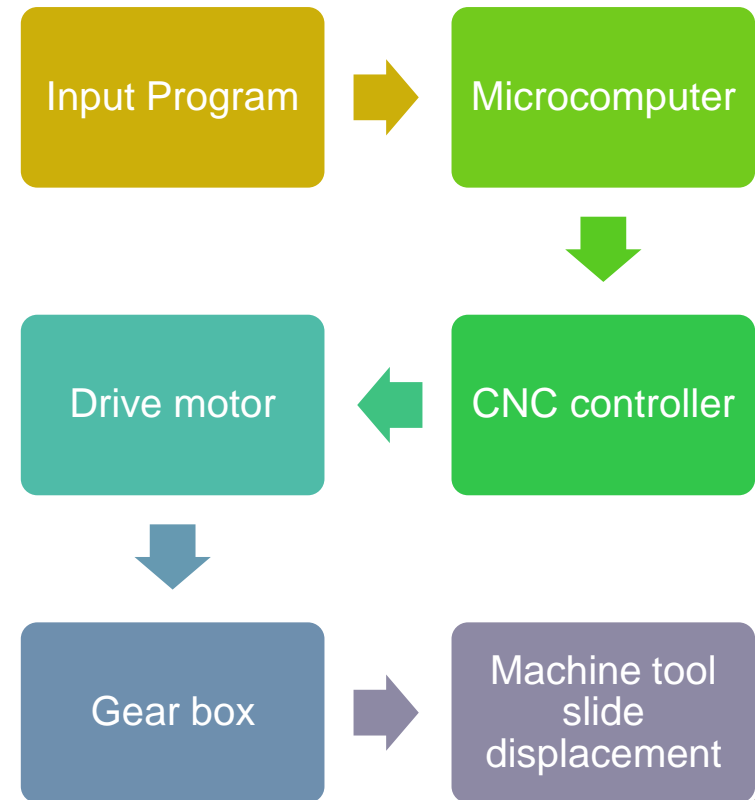 Input Program
Microcomputer
CNC controller
Drive motor
Gear box
Machine tool
slide
displacement